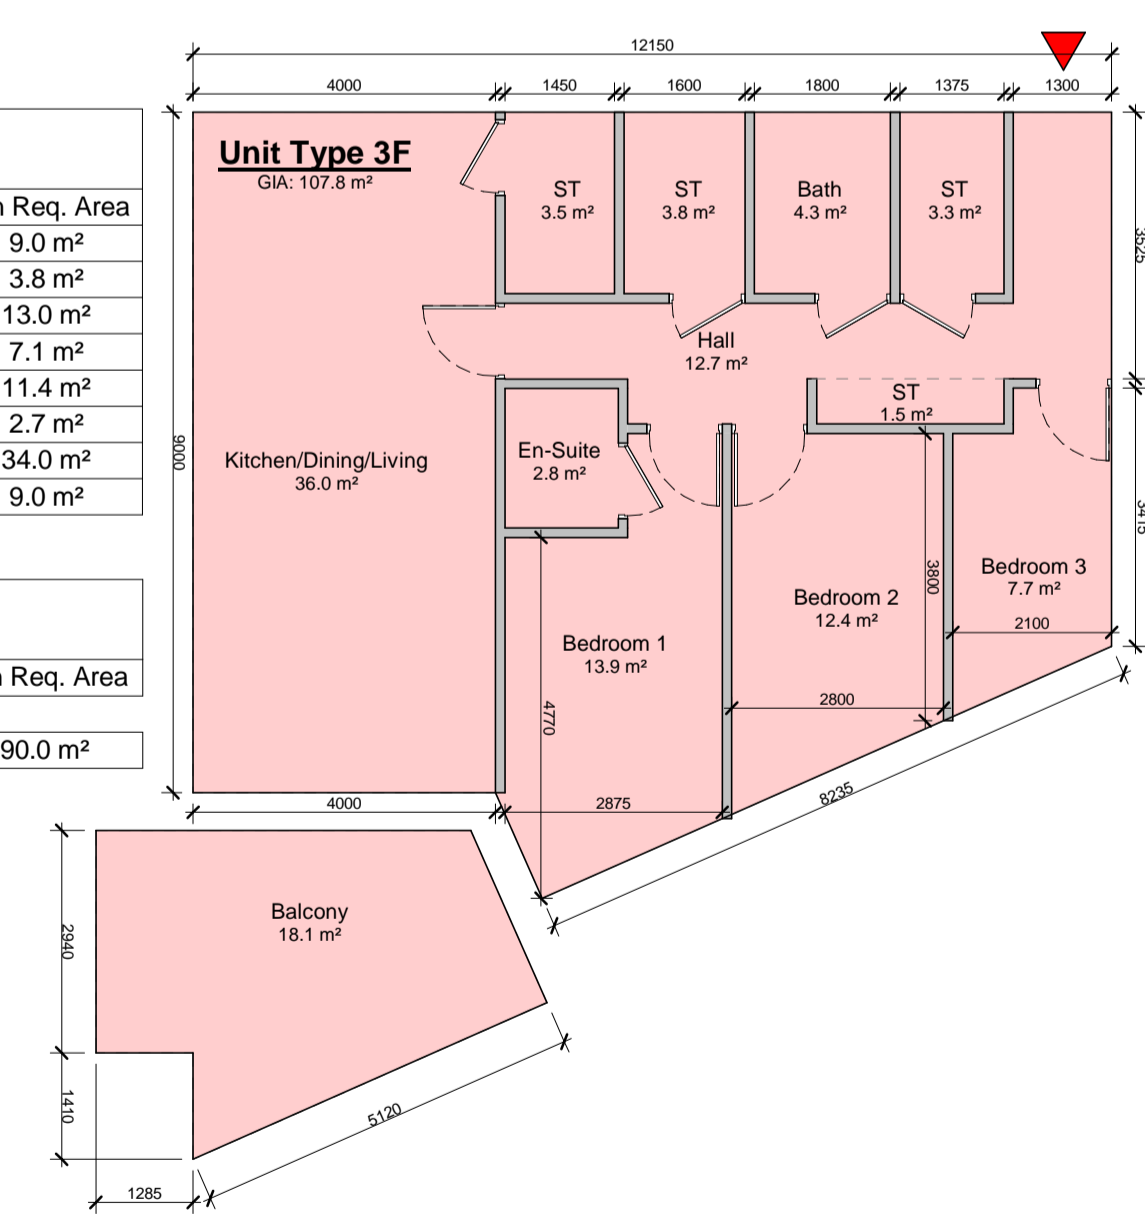 12150
4000 1450 1600 1800 1375 1300
Unit Type 3F
GIA: 107.8 m²
ST
3.5 m²
ST
3.8 m²
Bath
4.3 m²
ST
3.3 m²
3525
Req. Area
9.0 m²
3.8 m²
13.0 m²
7.1 m²
11.4 m²
2.7 m²
34.0 m²
9.0 m²
Hall
12.7 m²
ST
1.5 m²
9000
Kitchen/Dining/Living
36.0 m²
En-Suite
2.8 m²
3415
3800
Bedroom 3
7.7 m²
2100
Bedroom 2
12.4 m²
2800
Bedroom 1
13.9 m²
4770
Req. Area
90.0 m²
4000 2875
8235
Balcony
18.1 m²
2940
1410
5120
1285